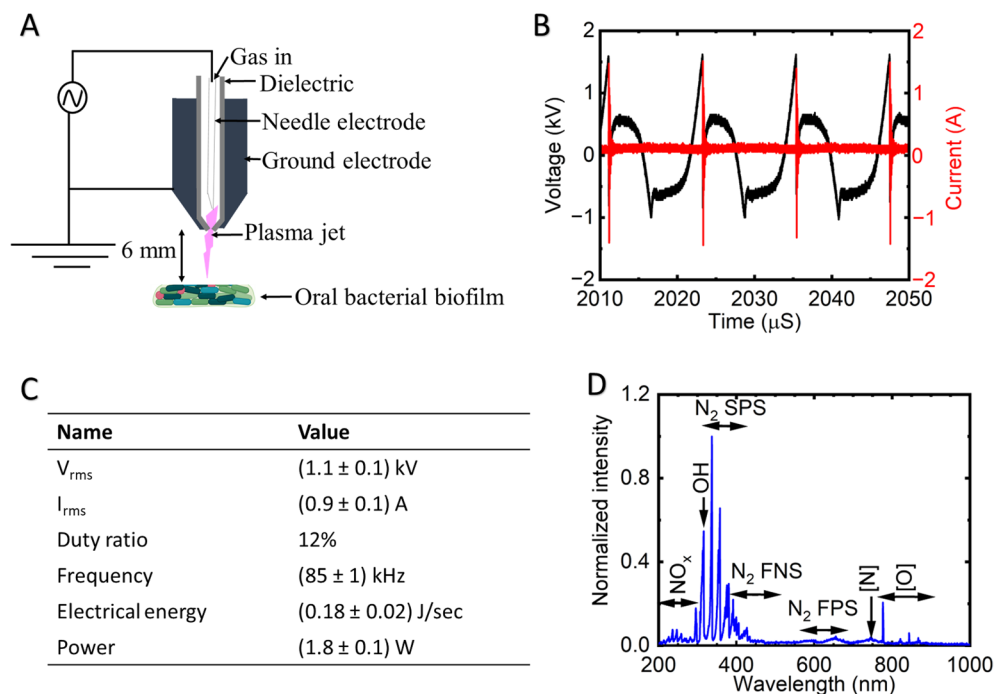 A
Gas in
Dielectric
Needle electrode
Ground electrode
Plasma jet
6 mm
Oral bacterial biofilm
B
2
1
0
−1
−2
Voltage (kV)
2
1
0
−1
−2
Current (A)
2010 2020 2030 2040 2050
Time (μS)
C
Name Value
Vrms (1.1 ± 0.1) kV
Irms (0.9 ± 0.1) A
Duty ratio 12%
Frequency (85 ± 1) kHz
Electrical energy (0.18 ± 0.02) J/sec
Power (1.8 ± 0.1) W
D
1.2
0.8
0.4
0.0
Normalized intensity
N2 SPS
OH
NOx
N2 FNS
N2 FPS
[N]
[O]
200 400 600 800 1000
Wavelength (nm)